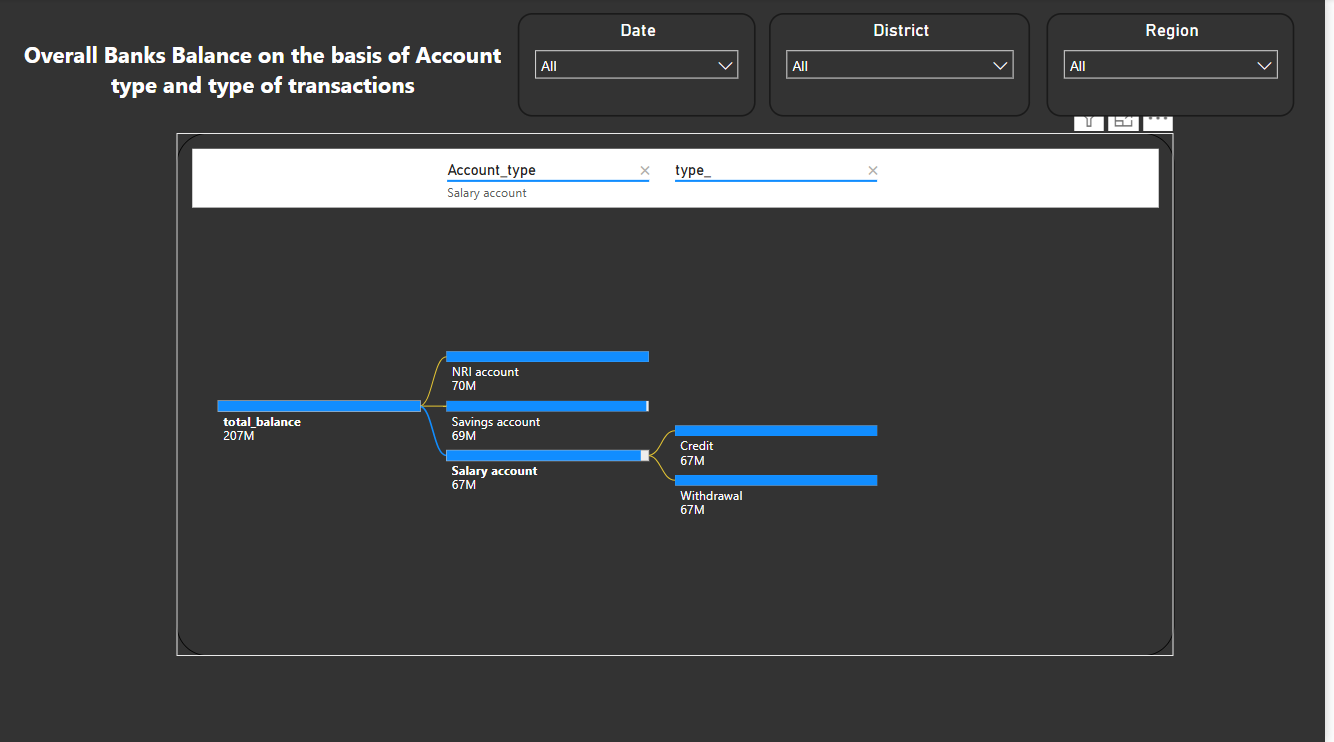 Overall Banks Balance on the basis of Account
type and type of transactions
Date
All
District
All
Region
All
Account_type
Salary account
type_
total_balance
207M
NRI account
70M
Savings account
69M
Salary account
67M
Credit
67M
Withdrawal
67M